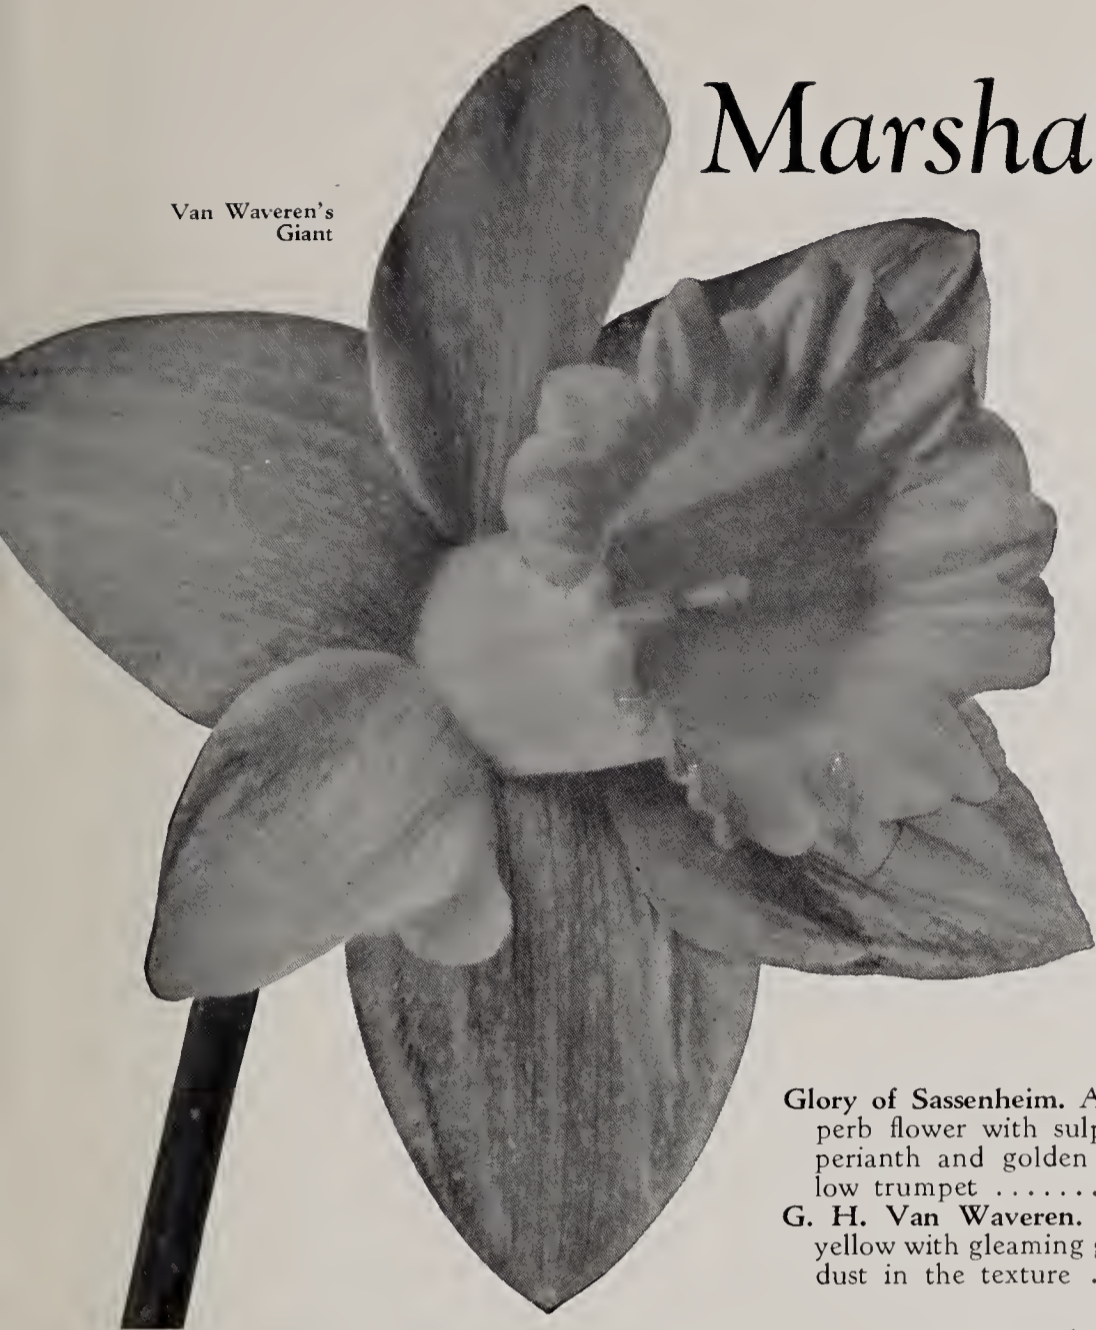 Marsha
Van Waveren's
Giant
Glory of Sassenheim. A
perb flower with sulp
perianth and golden
low trumpet .......
G. H. Van Waveren.
yellow with gleaming g
dust in the texture .